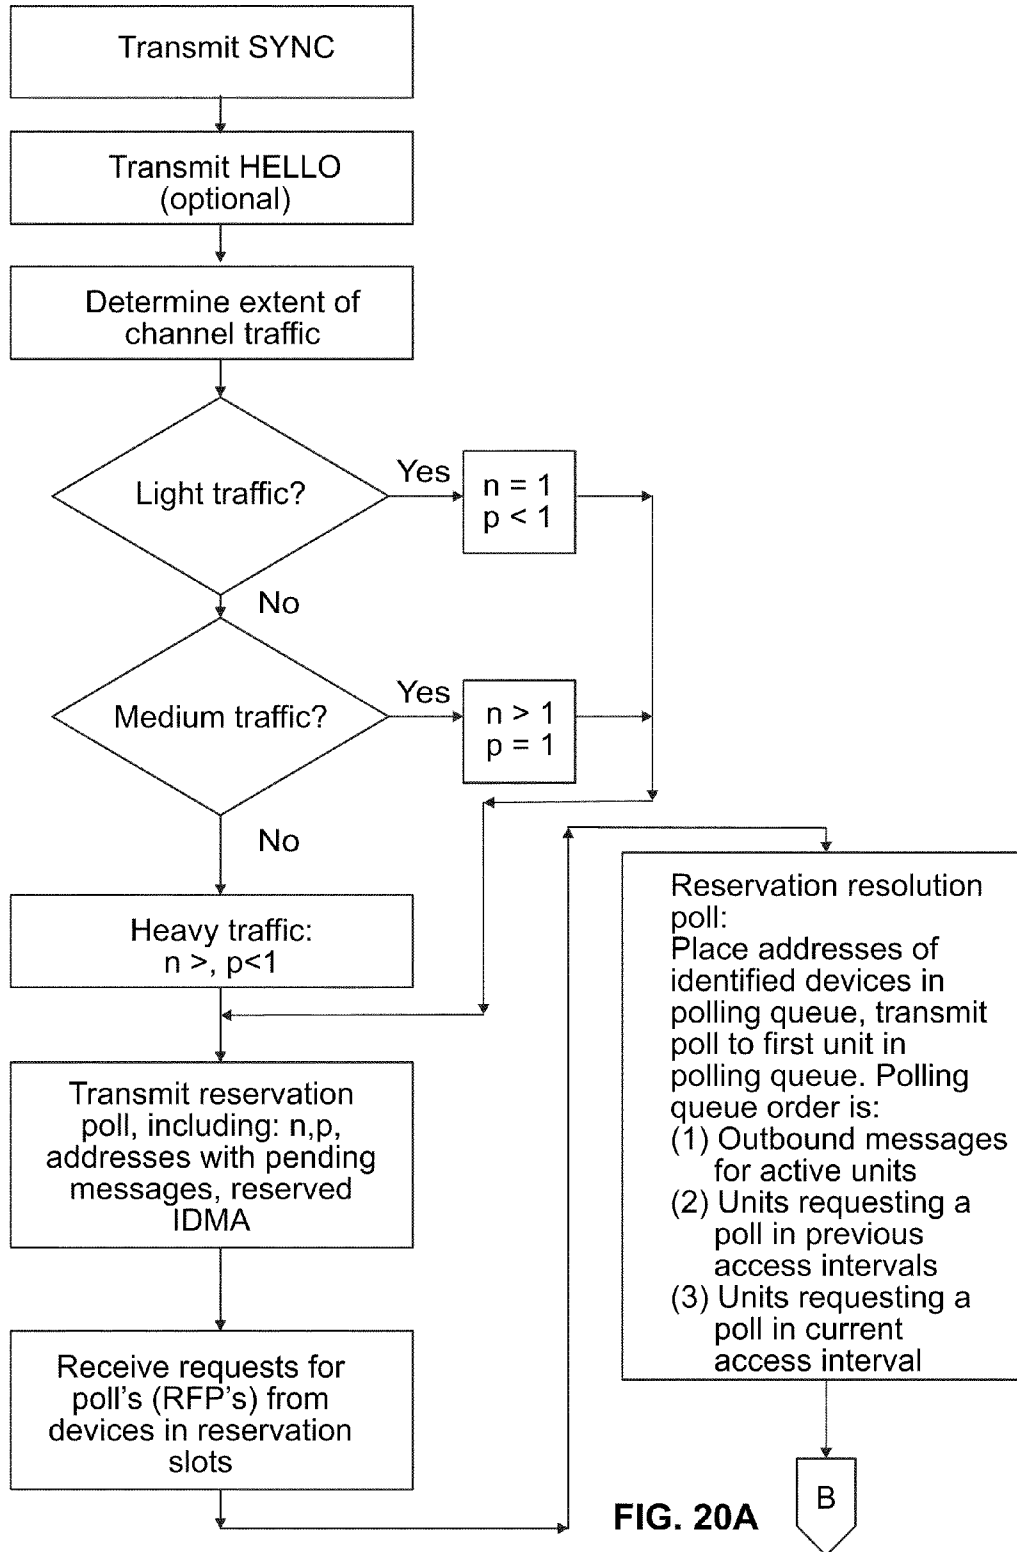 Transmit SYNC
Transmit HELLO
(optional)
Determine extent of
channel traffic
Light traffic?
Yes
n = 1
p < 1
No
Medium traffic?
Yes
n > 1
p = 1
No
Heavy traffic:
n >, p<1
Transmit reservation
poll, including: n,p,
addresses with pending
messages, reserved
IDMA
Receive requests for
poll's (RFP's) from
devices in reservation
slots
Reservation resolution
poll:
Place addresses of
identified devices in
polling queue, transmit
poll to first unit in
polling queue. Polling
queue order is:
(1) Outbound messages
for active units
(2) Units requesting a
poll in previous
access intervals
(3) Units requesting a
poll in current
access interval
B
FIG. 20A